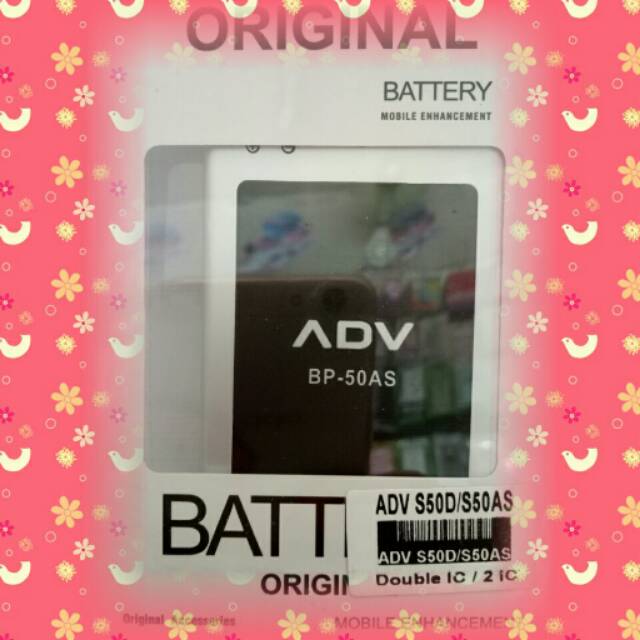 ORIGINAL
BATTERY
MOBILE ENHANCEMENT
ADV
BP-50AS
BATT
ADV S50D/S50AS
ADV S50D/S50AS
Double IC / 2 IC
ORIGIN
Original Accessories
MOBILE ENHANCEMENT